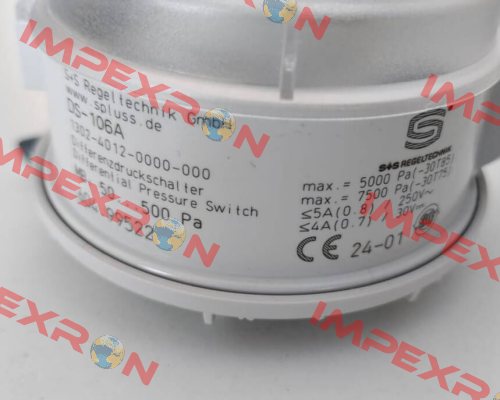 S+S Regeltechnik GmbH
www.spluss.de
DS-106A
1302-4012-0000-000
Differenzdruckschalter
Differential Pressure Switch
50 500 Pa
S
S+S REGELTECHNIK
max.= 5000 Pa(-30T85)
max.= 7500 Pa(-30T75)
≤5A(0.8) 250V~
≤4A(0.7) 30V
CE 24-01
IMPEXRON
IMPEXRON
IMPEXRON
IMPEXRON